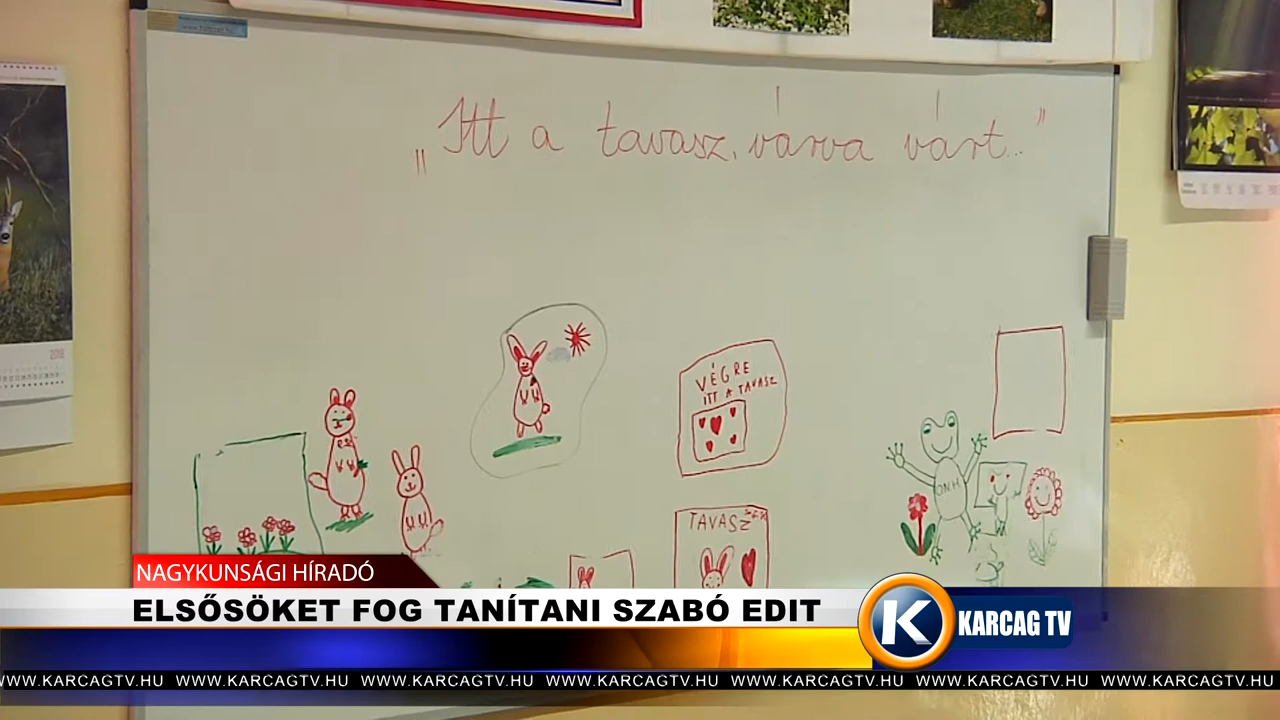 „Itt a tavasz, várva várt..."
VÉGRE
ITT A TAVASZ
TAVASZ
O.N.H.
2018
NAGYKUNSÁGI HÍRADÓ
ELSŐSÖKET FOG TANÍTANI SZABÓ EDIT
KARCAG TV
WWW.KARCAGTV.HU WWW.KARCAGTV.HU WWW.KARCAGTV.HU WWW.KARCAGTV.HU WWW.KARCAGTV.HU WWW.KARCAGTV.HU WWW.KARCAGTV.HU